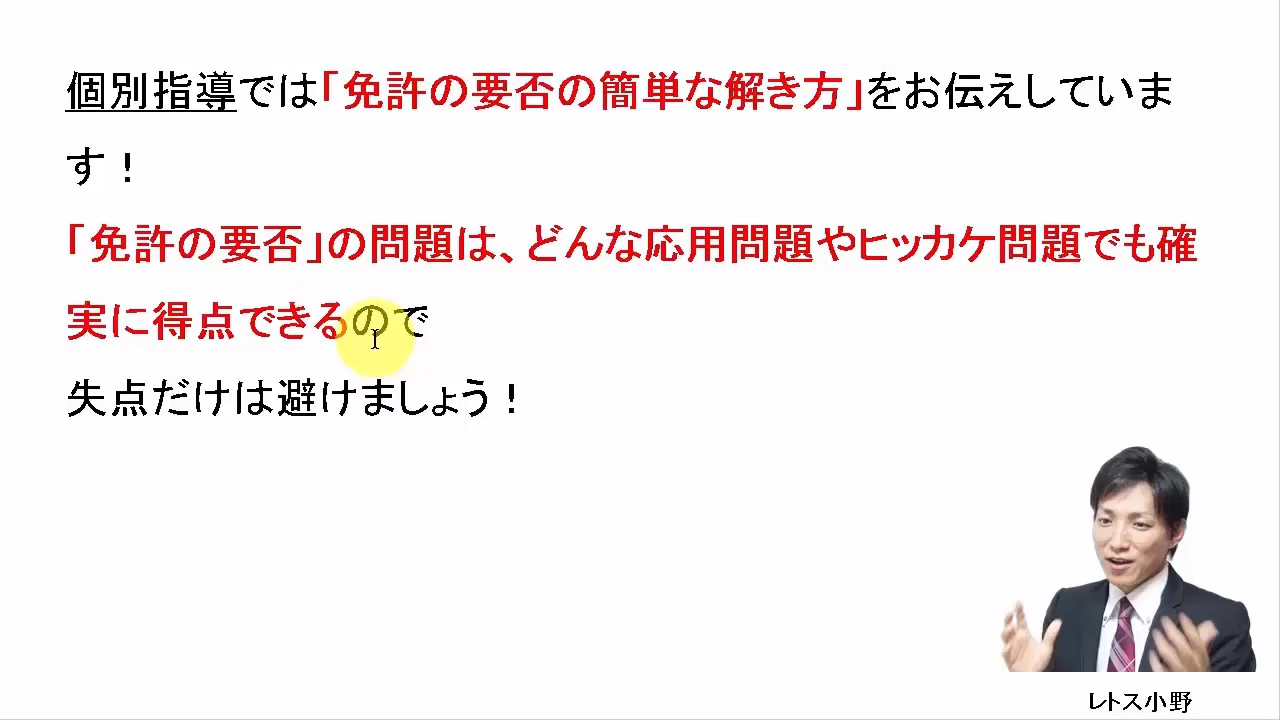 個別指導では「免許の要否の簡単な解き方」をお伝えしていま
す！
「免許の要否」の問題は、どんな応用問題やヒッカケ問題でも確
実に得点できるので
失点だけは避けましょう！
レトス小野